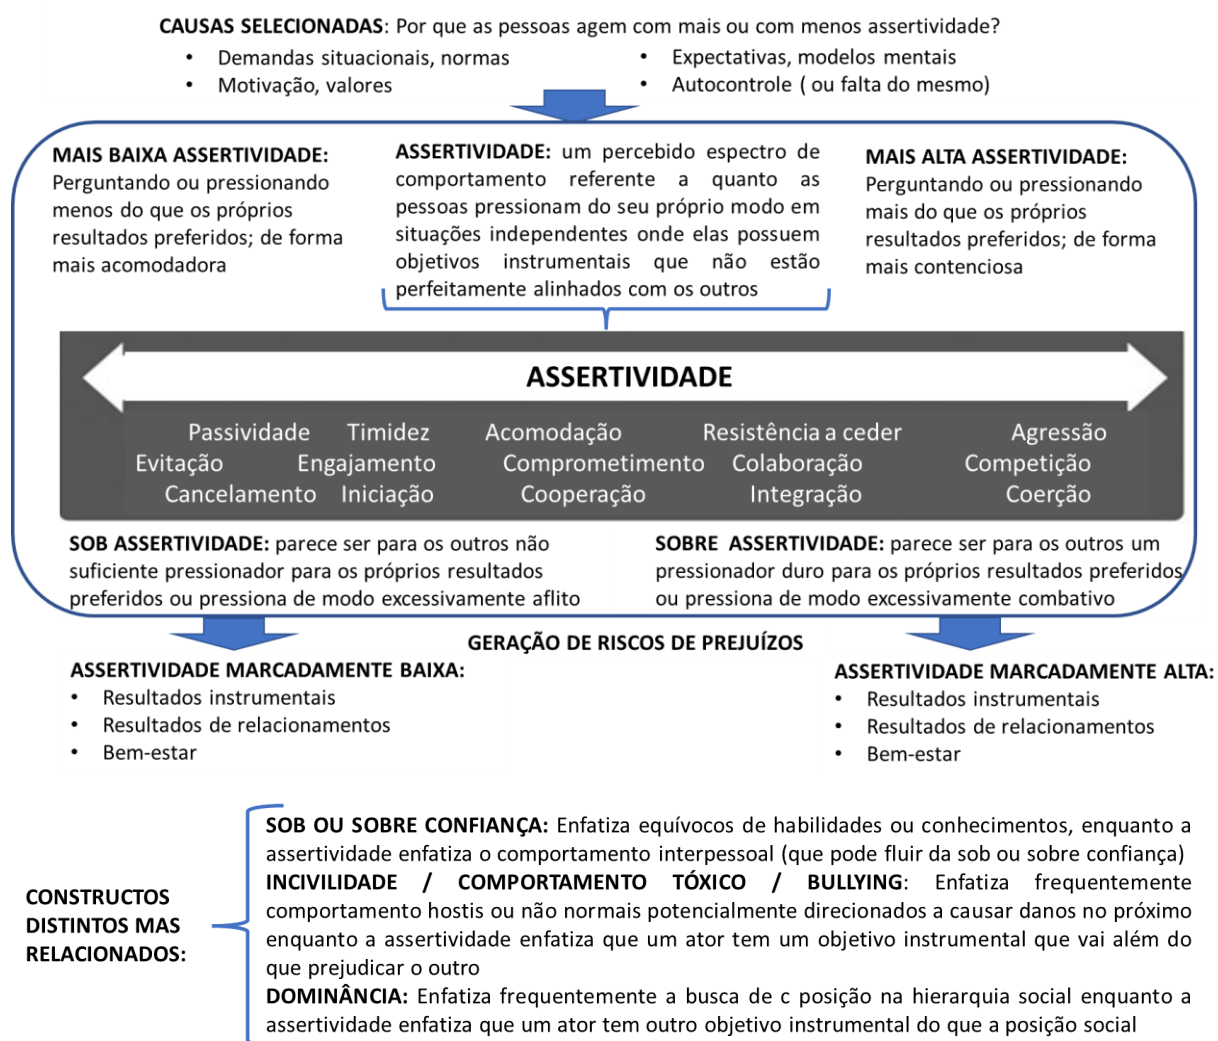 CAUSAS SELECIONADAS: Por que as pessoas agem com mais ou com menos assertividade?
• Demandas situacionais, normas
• Motivação, valores
• Expectativas, modelos mentais
• Autocontrole ( ou falta do mesmo)
MAIS BAIXA ASSERTIVIDADE:
Perguntando ou pressionando
menos do que os próprios
resultados preferidos; de forma
mais acomodadora
ASSERTIVIDADE: um percebido espectro de
comportamento referente a quanto as
pessoas pressionam do seu próprio modo em
situações independentes onde elas possuem
objetivos instrumentais que não estão
perfeitamente alinhados com os outros
MAIS ALTA ASSERTIVIDADE:
Perguntando ou pressionando
mais do que os próprios
resultados preferidos; de forma
mais contenciosa
ASSERTIVIDADE
Passividade Timidez Acomodação Resistência a ceder Agressão
Evitação Engajamento Comprometimento Colaboração Competição
Cancelamento Iniciação Cooperação Integração Coerção
SOB ASSERTIVIDADE: parece ser para os outros não
suficiente pressionador para os próprios resultados
preferidos ou pressiona de modo excessivamente aflito
SOBRE ASSERTIVIDADE: parece ser para os outros um
pressionador duro para os próprios resultados preferidos
ou pressiona de modo excessivamente combativo
GERAÇÃO DE RISCOS DE PREJUÍZOS
ASSERTIVIDADE MARCADAMENTE BAIXA:
• Resultados instrumentais
• Resultados de relacionamentos
• Bem-estar
ASSERTIVIDADE MARCADAMENTE ALTA:
• Resultados instrumentais
• Resultados de relacionamentos
• Bem-estar
CONSTRUCTOS
DISTINTOS MAS
RELACIONADOS:
SOB OU SOBRE CONFIANÇA: Enfatiza equívocos de habilidades ou conhecimentos, enquanto a
assertividade enfatiza o comportamento interpessoal (que pode fluir da sob ou sobre confiança)
INCIVILIDADE / COMPORTAMENTO TÓXICO / BULLYING: Enfatiza frequentemente
comportamento hostis ou não normais potencialmente direcionados a causar danos no próximo
enquanto a assertividade enfatiza que um ator tem um objetivo instrumental que vai além do
que prejudicar o outro
DOMINÂNCIA: Enfatiza frequentemente a busca de c posição na hierarquia social enquanto a
assertividade enfatiza que um ator tem outro objetivo instrumental do que a posição social